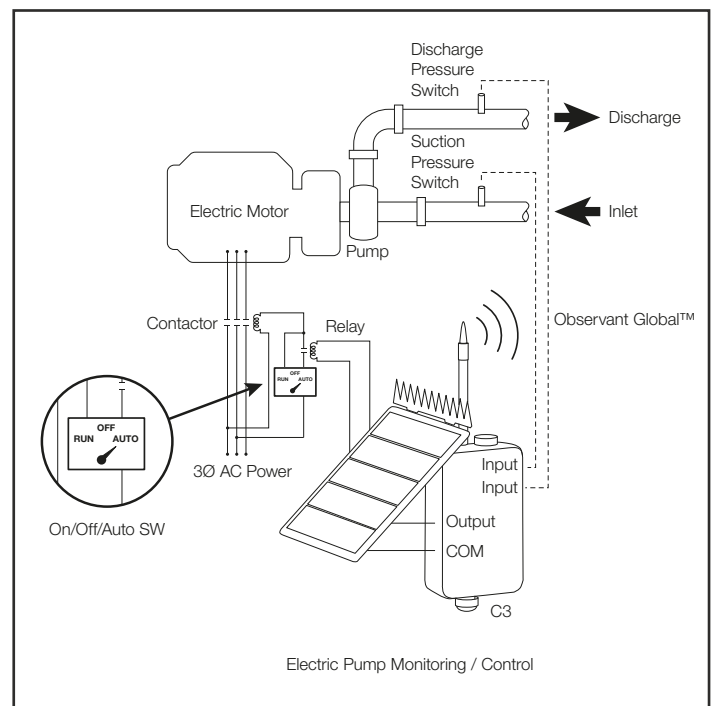 Discharge
Pressure
Switch
Discharge
Suction
Pressure
Switch
Electric Motor
Inlet
Pump
Observant Global™
Contactor
Relay
OFF
RUN AUTO
OFF
RUN AUTO
3Ø AC Power
On/Off/Auto SW
Input
Input
Output
COM
C3
Electric Pump Monitoring / Control